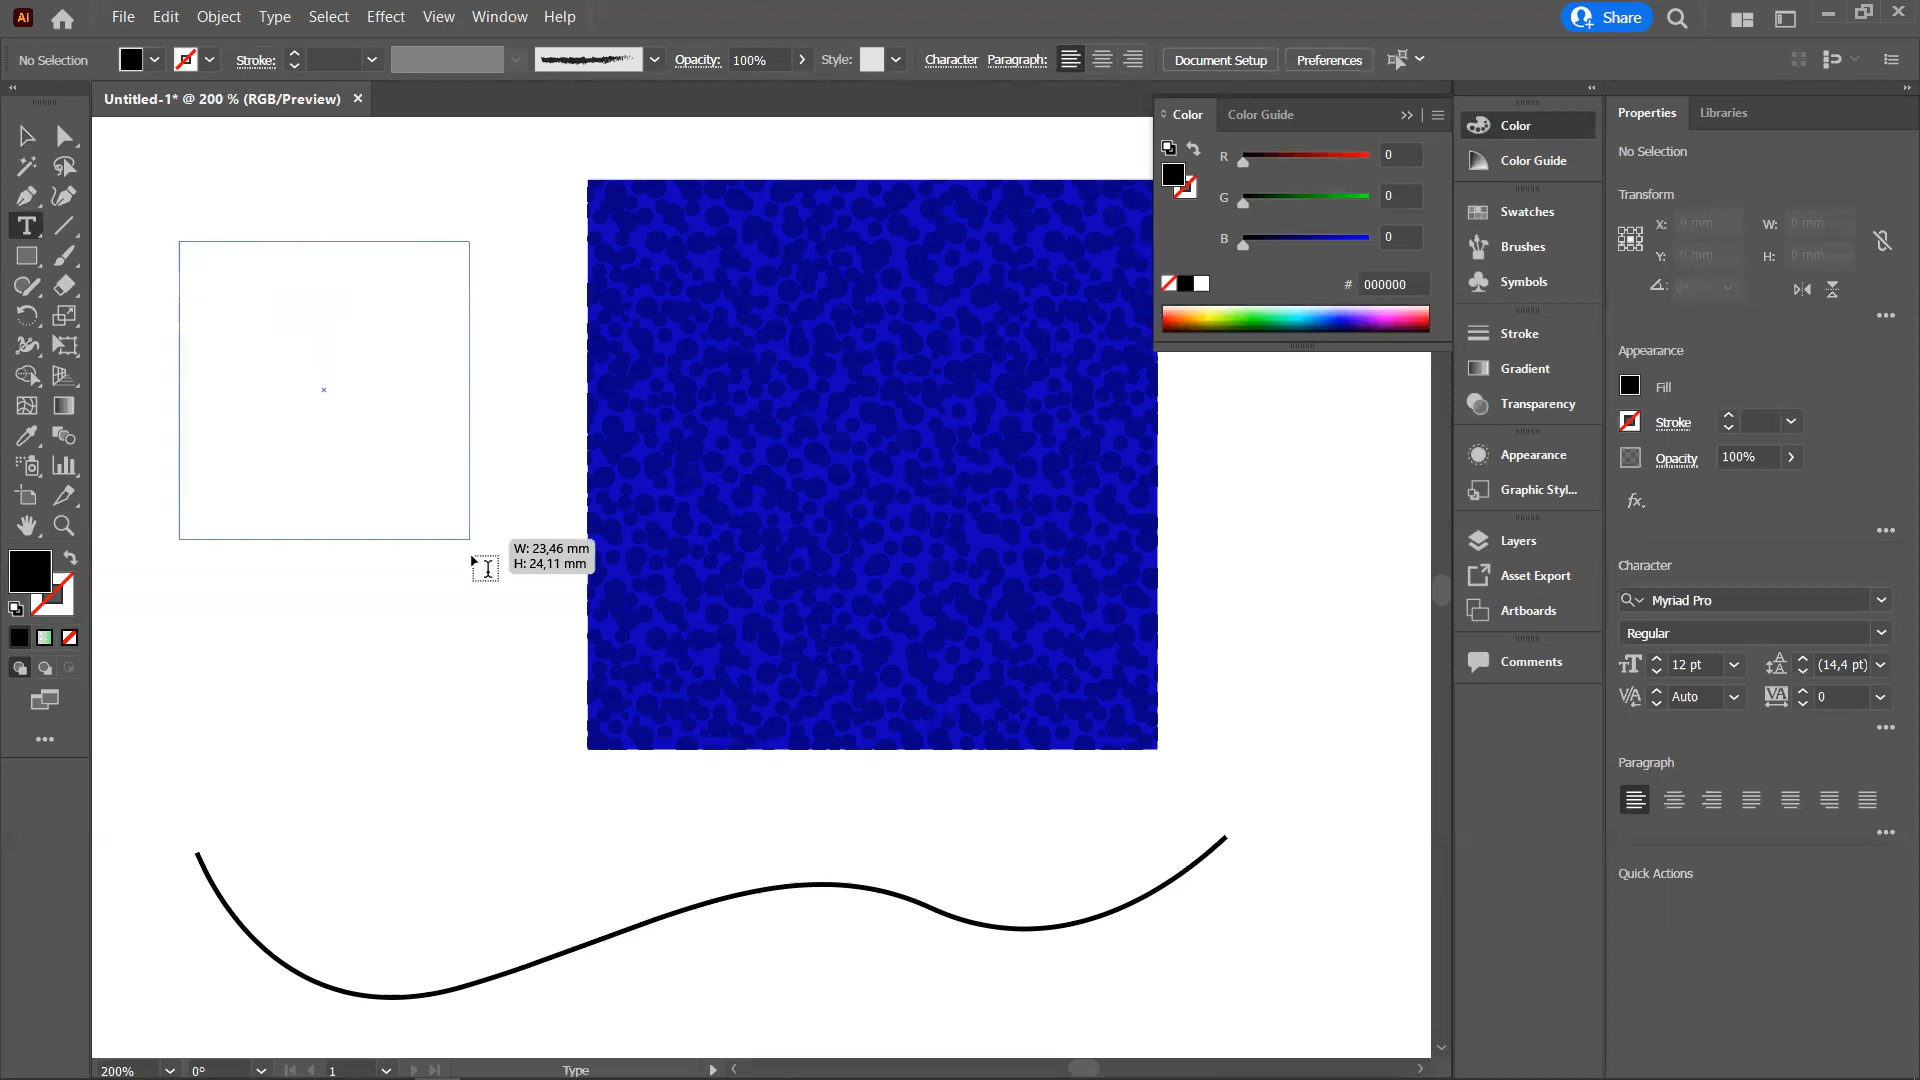 Ai
File Edit Object Type Select Effect View Window Help
Share
No Selection
Stroke:
Opacity: 100%
Style:
Character
Paragraph:
Document Setup
Preferences
Untitled-1* @ 200 % (RGB/Preview)
W: 23,46 mm
H: 24,11 mm
Color
Color Guide
R 0
G 0
B 0
# 000000
Color
Color Guide
Swatches
Brushes
Symbols
Stroke
Gradient
Transparency
Appearance
Graphic Styl...
Layers
Asset Export
Artboards
Comments
Properties
Libraries
No Selection
Transform
X: 0 mm W: 0 mm
Y: 0 mm H: 0 mm
0°
Appearance
Fill
Stroke
Opacity 100%
fx.
Character
Myriad Pro
Regular
12 pt (14,4 pt)
Auto 0
Paragraph
Quick Actions
200% 0° 1 Type